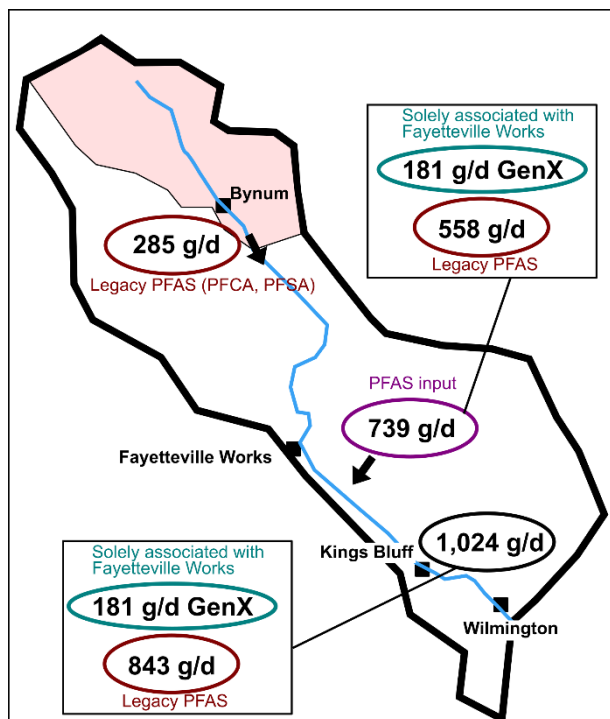 Solely associated with
Fayetteville Works
181 g/d GenX
558 g/d
Legacy PFAS
Bynum
285 g/d
Legacy PFAS (PFCA, PFSA)
PFAS input
739 g/d
Fayetteville Works
1,024 g/d
Kings Bluff
Wilmington
Solely associated with
Fayetteville Works
181 g/d GenX
843 g/d
Legacy PFAS